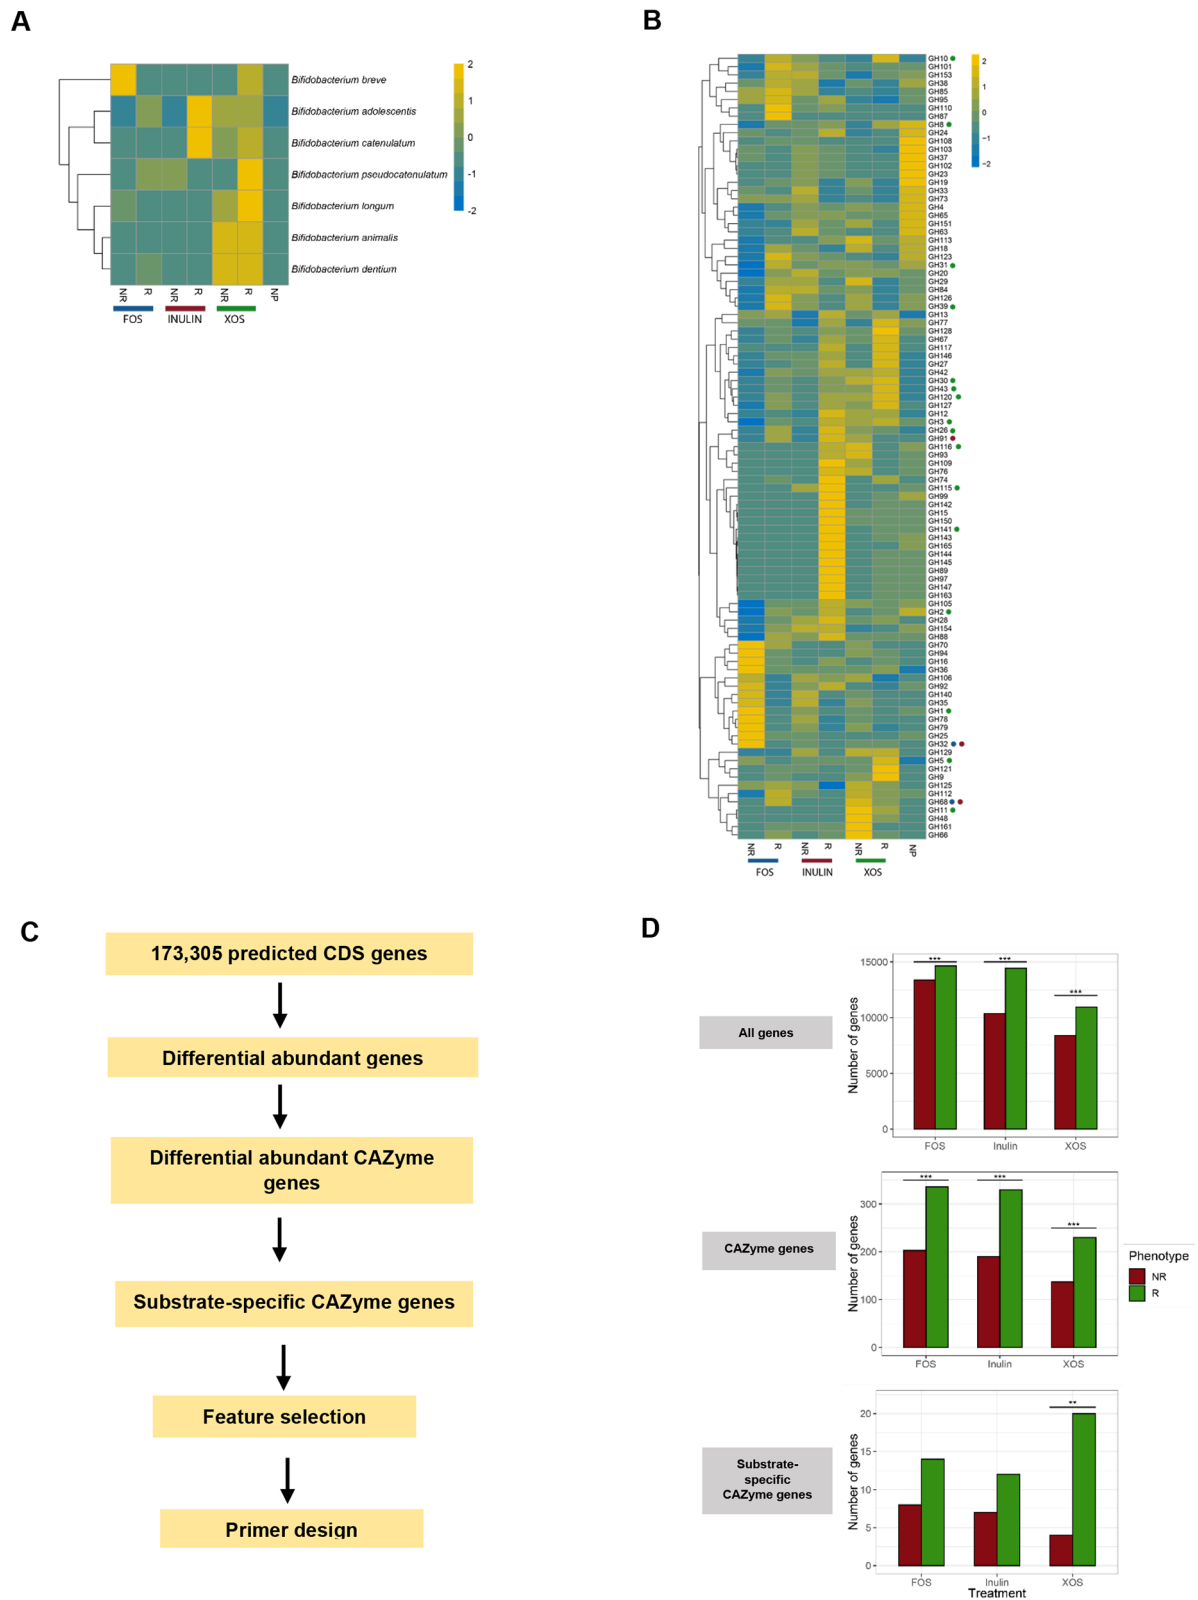 A
2
1
0
-1
-2
Bifidobacterium breve
Bifidobacterium adolescentis
Bifidobacterium catenulatum
Bifidobacterium pseudocatenulatum
Bifidobacterium longum
Bifidobacterium animalis
Bifidobacterium dentium
NR
R
NR
R
NR
R
NP
FOS
INULIN
XOS
B
2
1
0
−1
−2
GH10
GH101
GH153
GH38
GH85
GH95
GH110
GH87
GH8
GH24
GH108
GH103
GH37
GH102
GH23
GH19
GH33
GH73
GH4
GH65
GH151
GH63
GH113
GH18
GH123
GH31
GH20
GH29
GH84
GH126
GH39
GH13
GH77
GH128
GH67
GH117
GH146
GH27
GH42
GH30
GH43
GH120
GH127
GH12
GH3
GH26
GH91
GH116
GH93
GH109
GH76
GH74
GH115
GH99
GH142
GH15
GH150
GH141
GH143
GH165
GH144
GH145
GH89
GH97
GH147
GH163
GH105
GH2
GH28
GH154
GH88
GH70
GH94
GH16
GH36
GH106
GH92
GH140
GH35
GH1
GH78
GH79
GH25
GH32
GH129
GH5
GH121
GH9
GH125
GH112
GH68
GH11
GH48
GH161
GH66
NR
R
NR
R
NR
R
NP
FOS
INULIN
XOS
C
173,305 predicted CDS genes
Differential abundant genes
Differential abundant CAZyme
genes
Substrate-specific CAZyme genes
Feature selection
Primer design
D
All genes
Number of genes
15000
10000
5000
0
***
***
***
FOS
Inulin
XOS
CAZyme genes
Number of genes
300
200
100
0
***
***
***
FOS
Inulin
XOS
Phenotype
NR
R
Substrate-
specific
CAZyme genes
Number of genes
20
15
10
5
0
**
FOS
Inulin
XOS
Treatment